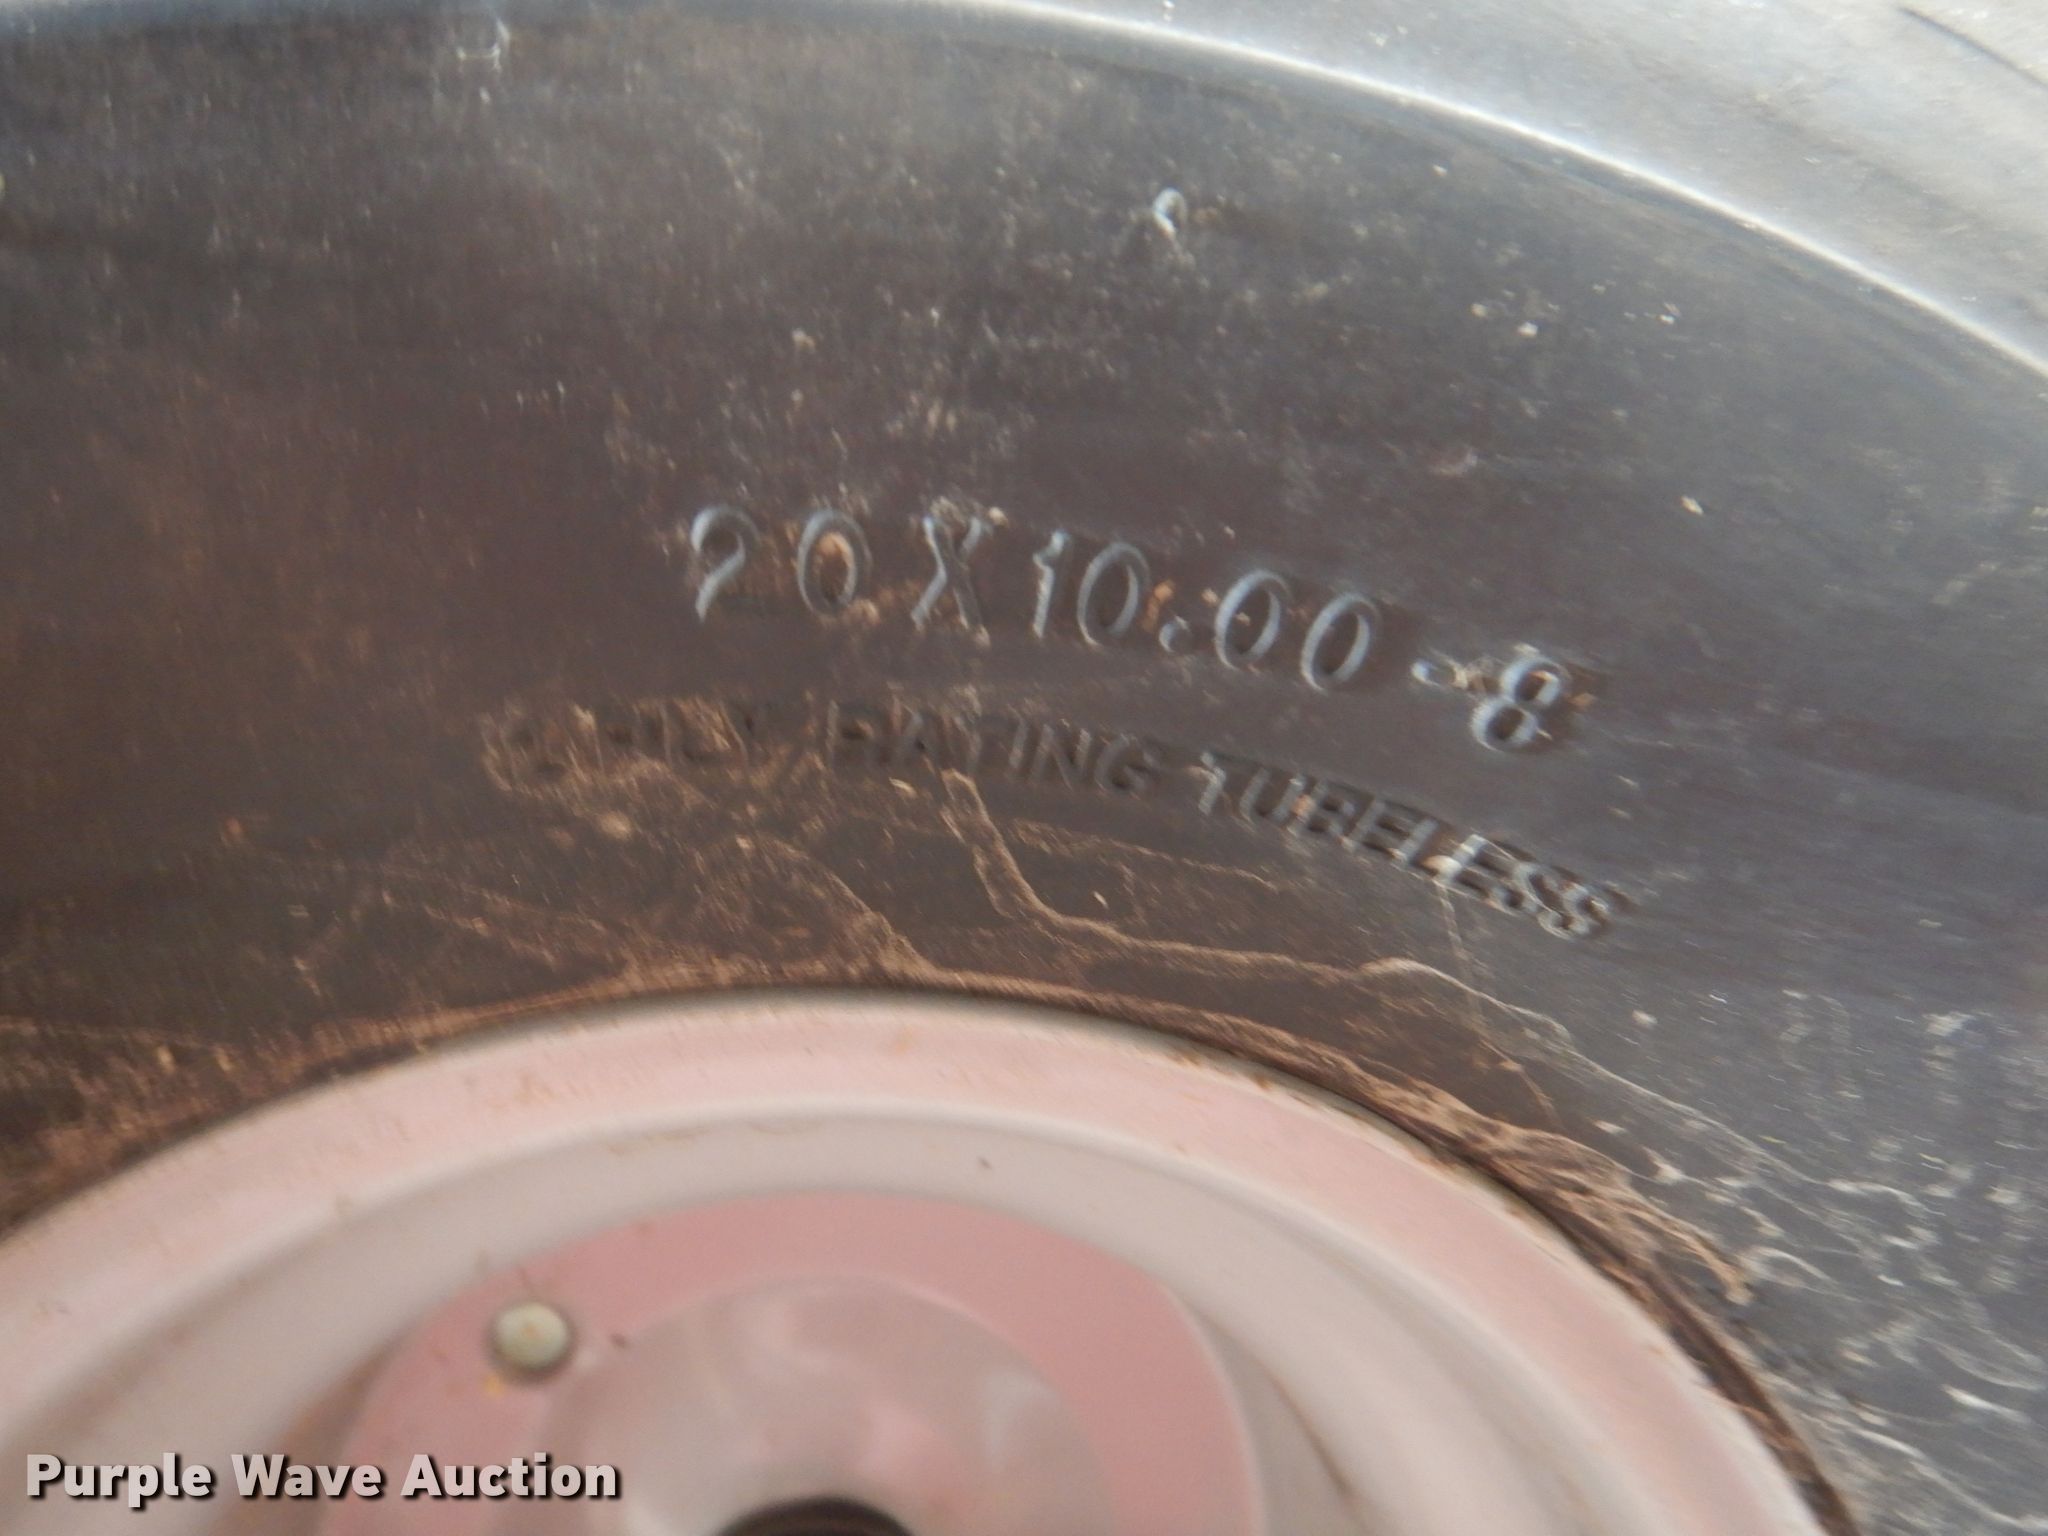 20X10.00-8
PLY RATING TUBELESS
Purple Wave Auction